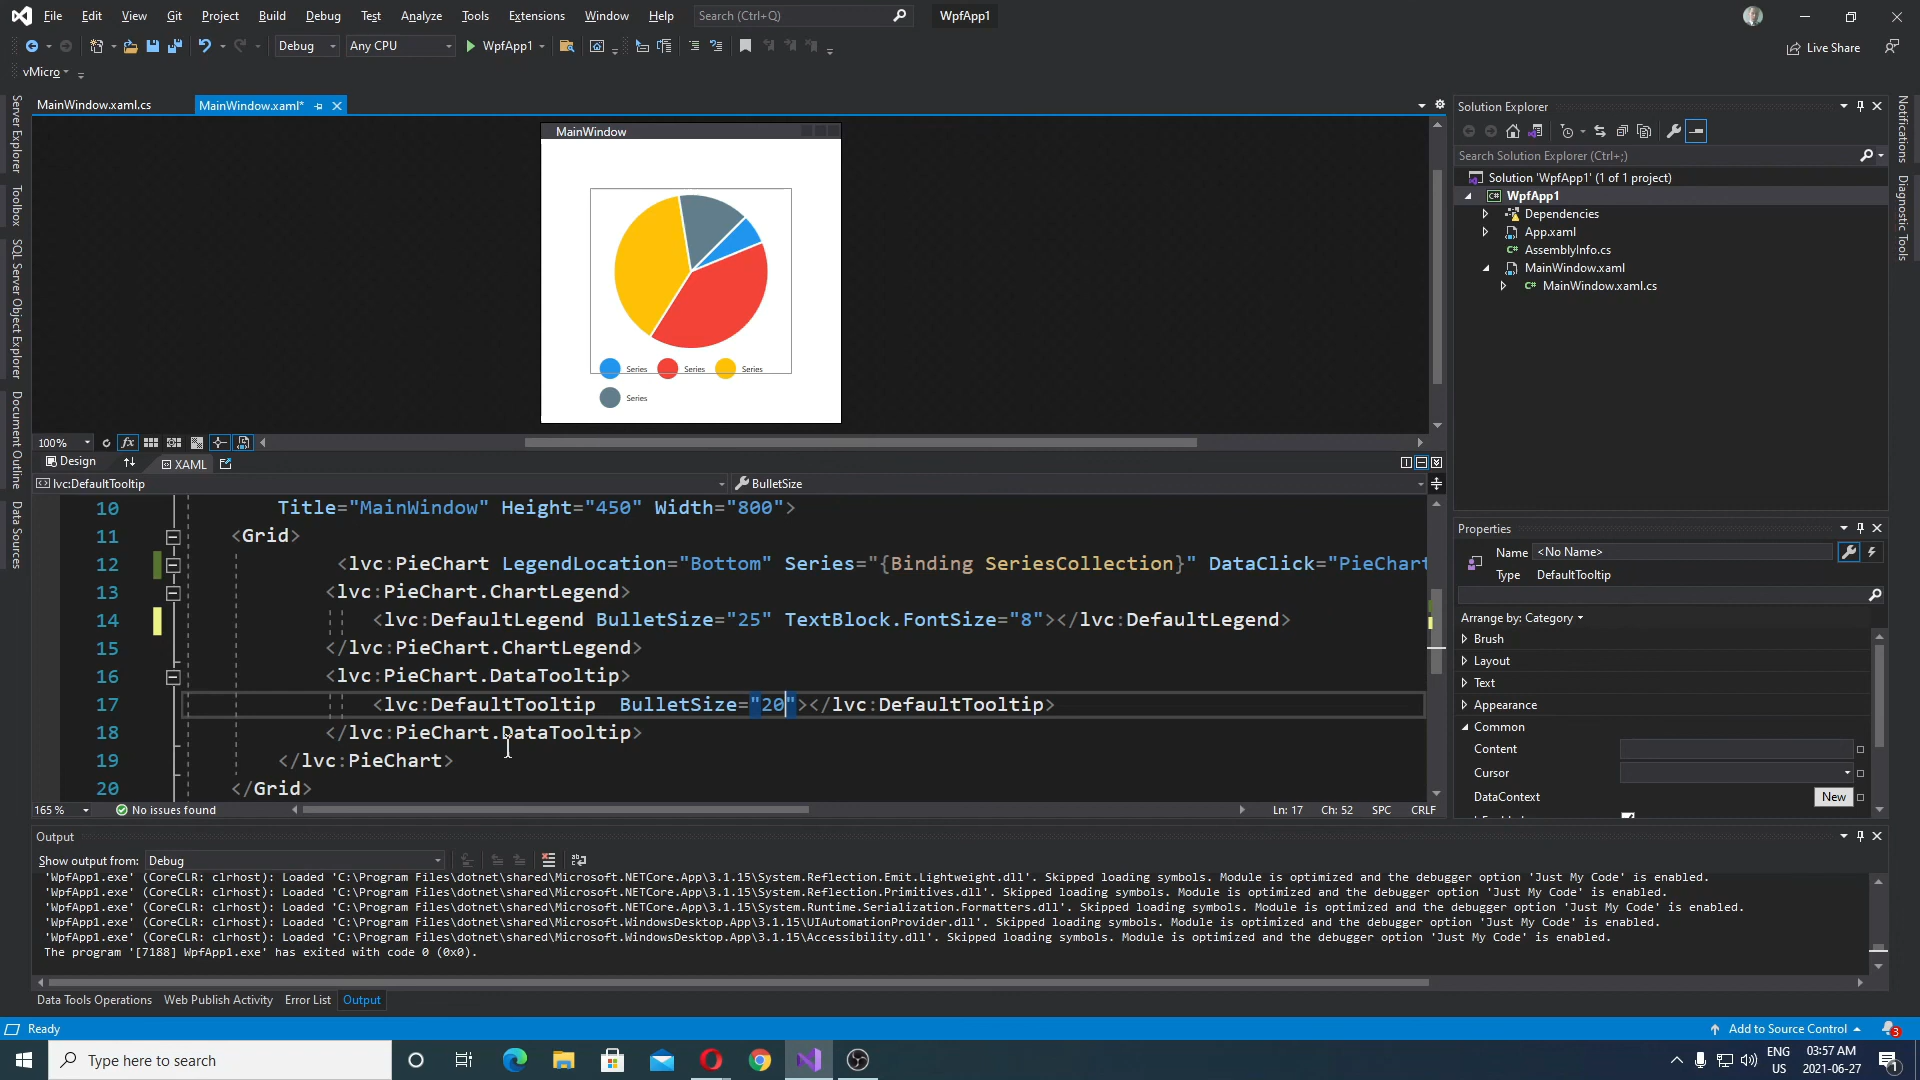 File Edit View Git Project Build Debug Test Analyze Tools Extensions Window Help Search (Ctrl+Q) WpfApp1
Debug Any CPU WpfApp1 Live Share
vMicro
Server Explorer
Toolbox
SQL Server Object Explorer
Document Outline
Data Sources
MainWindow.xaml.cs MainWindow.xaml*
MainWindow
Series Series Series
Series
100%
Design XAML
lvc:DefaultTooltip BulletSize
10 Title="MainWindow" Height="450" Width="800">
11 <Grid>
12 <lvc:PieChart LegendLocation="Bottom" Series="{Binding SeriesCollection}" DataClick="PieChart
13 <lvc:PieChart.ChartLegend>
14 <lvc:DefaultLegend BulletSize="25" TextBlock.FontSize="8"></lvc:DefaultLegend>
15 </lvc:PieChart.ChartLegend>
16 <lvc:PieChart.DataTooltip>
17 <lvc:DefaultTooltip  BulletSize="20"></lvc:DefaultTooltip>
18 </lvc:PieChart.DataTooltip>
19 </lvc:PieChart>
20 </Grid>
165 % No issues found Ln: 17 Ch: 52 SPC CRLF
Output
Show output from: Debug
'WpfApp1.exe' (CoreCLR: clrhost): Loaded 'C:\Program Files\dotnet\shared\Microsoft.NETCore.App\3.1.15\System.Reflection.Emit.Lightweight.dll'. Skipped loading symbols. Module is optimized and the debugger option 'Just My Code' is enabled.
'WpfApp1.exe' (CoreCLR: clrhost): Loaded 'C:\Program Files\dotnet\shared\Microsoft.NETCore.App\3.1.15\System.Reflection.Primitives.dll'. Skipped loading symbols. Module is optimized and the debugger option 'Just My Code' is enabled.
'WpfApp1.exe' (CoreCLR: clrhost): Loaded 'C:\Program Files\dotnet\shared\Microsoft.NETCore.App\3.1.15\System.Runtime.Serialization.Formatters.dll'. Skipped loading symbols. Module is optimized and the debugger option 'Just My Code' is enabled.
'WpfApp1.exe' (CoreCLR: clrhost): Loaded 'C:\Program Files\dotnet\shared\Microsoft.WindowsDesktop.App\3.1.15\UIAutomationProvider.dll'. Skipped loading symbols. Module is optimized and the debugger option 'Just My Code' is enabled.
'WpfApp1.exe' (CoreCLR: clrhost): Loaded 'C:\Program Files\dotnet\shared\Microsoft.WindowsDesktop.App\3.1.15\Accessibility.dll'. Skipped loading symbols. Module is optimized and the debugger option 'Just My Code' is enabled.
The program '[7188] WpfApp1.exe' has exited with code 0 (0x0).
Data Tools Operations Web Publish Activity Error List Output
Solution Explorer
Search Solution Explorer (Ctrl+;)
Solution 'WpfApp1' (1 of 1 project)
WpfApp1
Dependencies
App.xaml
AssemblyInfo.cs
MainWindow.xaml
MainWindow.xaml.cs
Properties
Name <No Name>
Type DefaultTooltip
Arrange by: Category
Brush
Layout
Text
Appearance
Common
Content
Cursor
DataContext New
Notifications
Diagnostic Tools
Ready Add to Source Control 3
Type here to search ENG US 03:57 AM 2021-06-27 1